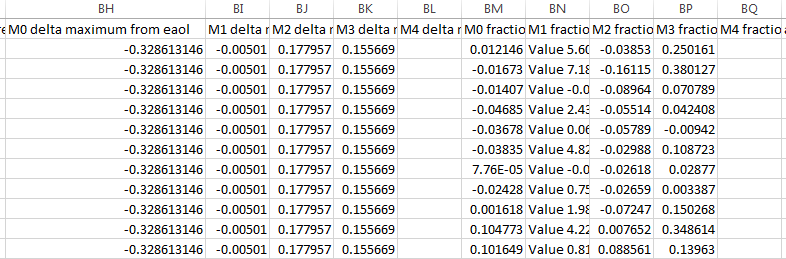 BH BI BJ BK BL BM BN BO BP BQ
M0 delta maximum from eaol M1 delta M2 delta M3 delta M4 delta M0 fractio M1 fractio M2 fractio M3 fractio M4 fractio
-0.328613146 -0.00501 0.177957 0.155669 0.012146 Value 5.60 -0.03853 0.250161
-0.328613146 -0.00501 0.177957 0.155669 -0.01673 Value 7.18 -0.16115 0.380127
-0.328613146 -0.00501 0.177957 0.155669 -0.01407 Value -0.0 -0.08964 0.070789
-0.328613146 -0.00501 0.177957 0.155669 -0.04685 Value 2.43 -0.05514 0.042408
-0.328613146 -0.00501 0.177957 0.155669 -0.03678 Value 0.06 -0.05789 -0.00942
-0.328613146 -0.00501 0.177957 0.155669 -0.03835 Value 4.82 -0.02988 0.108723
-0.328613146 -0.00501 0.177957 0.155669 7.76E-05 Value -0.0 -0.02618 0.02877
-0.328613146 -0.00501 0.177957 0.155669 -0.02428 Value 0.75 -0.02659 0.003387
-0.328613146 -0.00501 0.177957 0.155669 0.001618 Value 1.98 -0.07247 0.150268
-0.328613146 -0.00501 0.177957 0.155669 0.104773 Value 4.22 0.007652 0.348614
-0.328613146 -0.00501 0.177957 0.155669 0.101649 Value 0.81 0.088561 0.13963